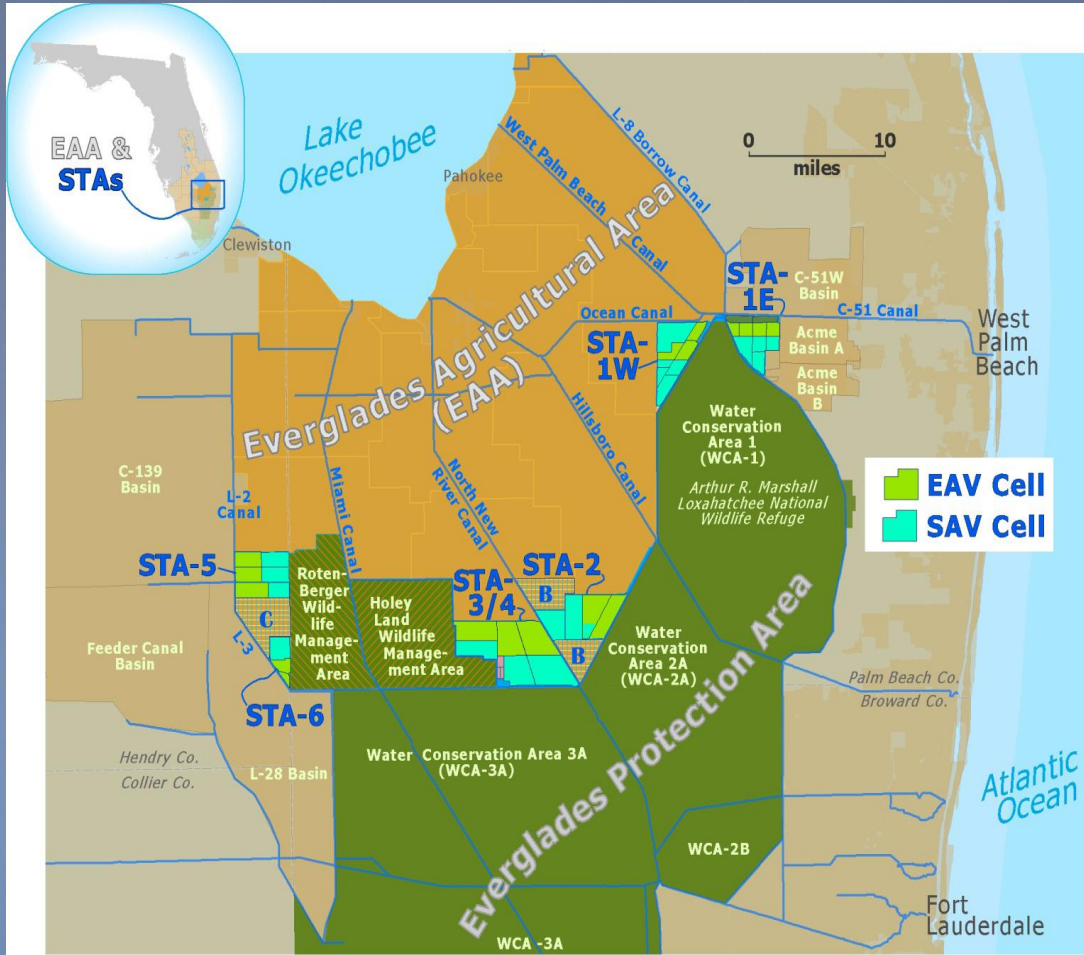 EAA &
STAs
Lake
Okeechobee
Pahokee
Clewiston
L-8 Borrow Canal
West Palm Beach
Canal
0 10
miles
Everglades Agricultural Area
(EAA)
STA-
1E
C-51W
Basin
Ocean Canal
C-51 Canal
West
Palm
Beach
STA-
1W
Acme
Basin A
Acme
Basin
B
Hillsboro Canal
Water
Conservation
Area 1
(WCA-1)
Arthur R. Marshall
Loxahatchee National
Wildlife Refuge
EAV Cell
SAV Cell
C-139
Basin
L-2
Canal
Miami Canal
North New
River Canal
STA-5
STA-2
STA-
3/4
B
B
C
Roten-
Berger
Wild-
life
Manage-
ment
Area
Holey
Land
Wildlife
Manage-
ment Area
L-3
Feeder Canal
Basin
STA-6
Water
Conservation
Area 2A
(WCA-2A)
Palm Beach Co.
Broward Co.
Everglades Protection Area
Water Conservation Area 3A
(WCA-3A)
Hendry Co.
Collier Co.
L-28 Basin
Atlantic
Ocean
WCA-2B
Fort
Lauderdale
WCA -3A